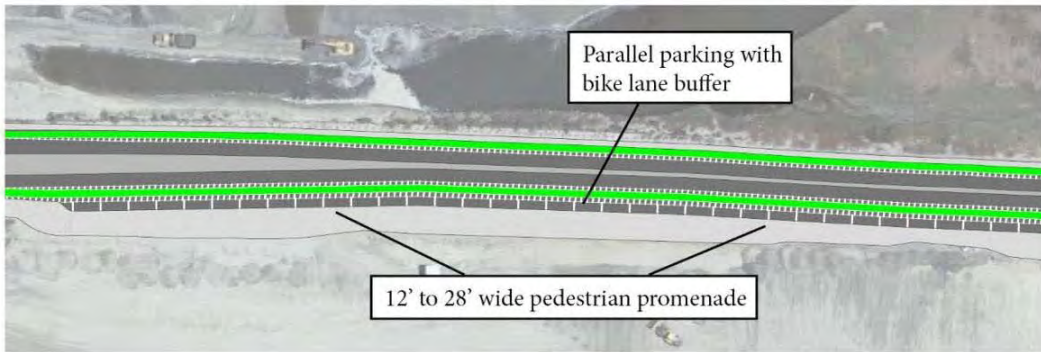 Parallel parking with
bike lane buffer
12’ to 28’ wide pedestrian promenade